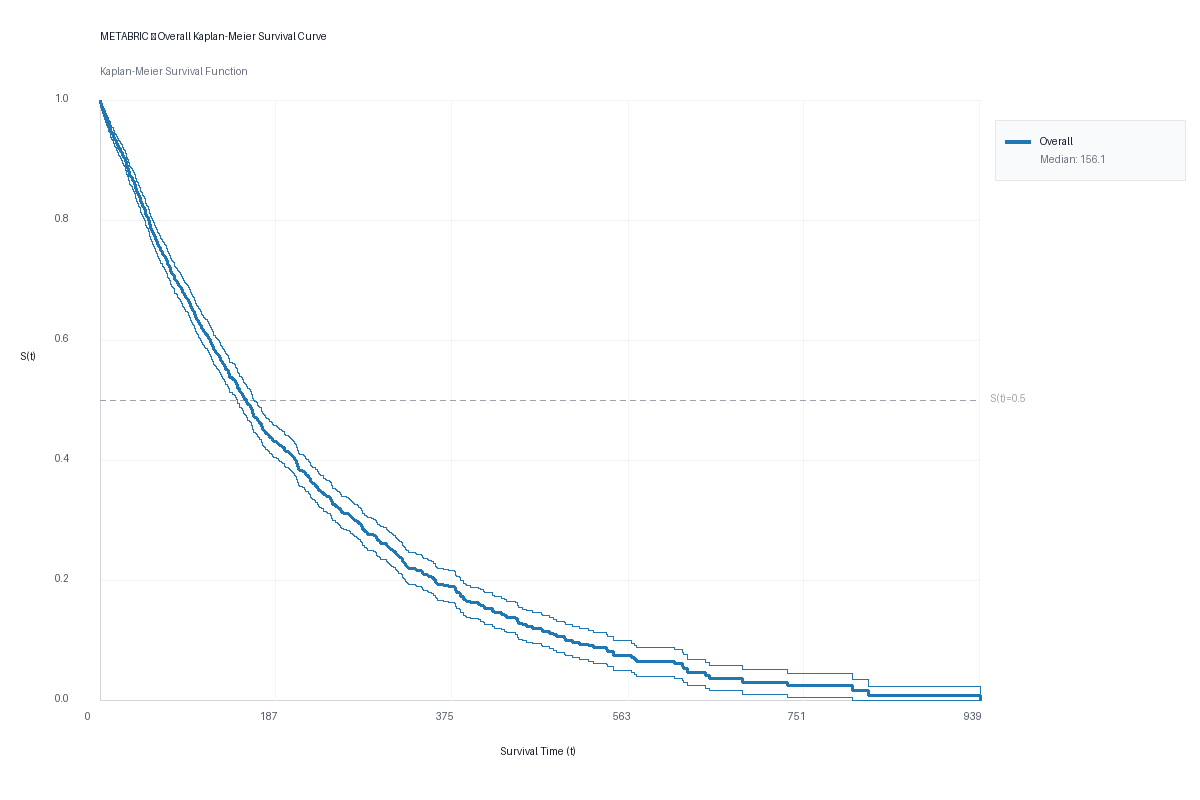 METABRIC ▯ Overall Kaplan-Meier Survival Curve
Kaplan-Meier Survival Function
1.0
Overall
Median: 156.1
0.8
0.6
S(t)
S(t)=0.5
0.4
0.2
0.0
0 187 375 563 751 939
Survival Time (t)